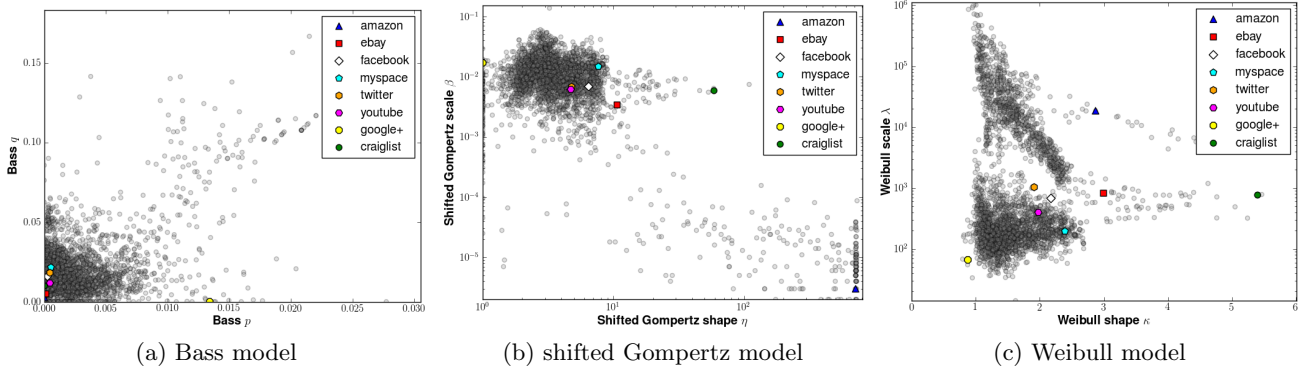 amazon
ebay
facebook
myspace
twitter
youtube
google+
craiglist
0.15
0.10
0.05
0.00
0.000 0.005 0.010 0.015 0.020 0.025 0.030
Bass q
Bass p
(a) Bass model
amazon
ebay
facebook
myspace
twitter
youtube
google+
craiglist
10⁻¹
10⁻²
10⁻³
10⁻⁴
10⁻⁵
10⁰ 10¹ 10²
Shifted Gompertz scale β
Shifted Gompertz shape η
(b) shifted Gompertz model
amazon
ebay
facebook
myspace
twitter
youtube
google+
craiglist
10⁶
10⁵
10⁴
10³
10²
0 1 2 3 4 5 6
Weibull scale λ
Weibull shape κ
(c) Weibull model